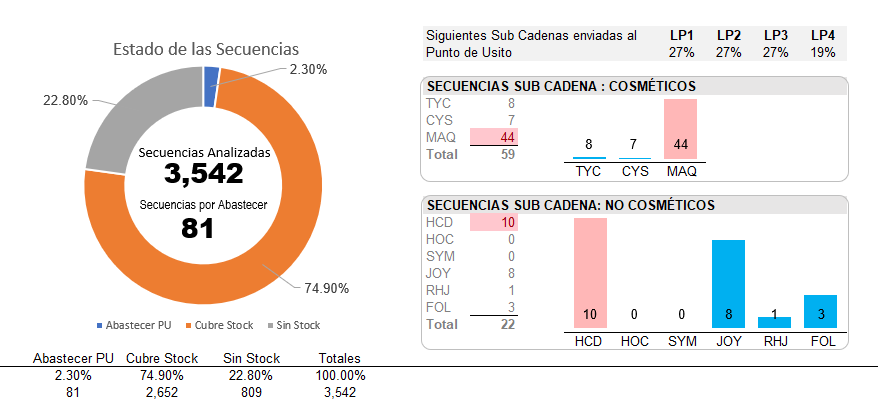 Estado de las Secuencias
2.30%
22.80%
Secuencias Analizadas
3,542
Secuencias por Abastecer
81
74.90%
Abastecer PU Cubre Stock Sin Stock
Abastecer PU Cubre Stock Sin Stock Totales
2.30% 74.90% 22.80% 100.00%
81 2,652 809 3,542
Siguientes Sub Cadenas enviadas al LP1 LP2 LP3 LP4
Punto de Usito 27% 27% 27% 19%
SECUENCIAS SUB CADENA : COSMÉTICOS
TYC 8
CYS 7
MAQ 44
Total 59
8 7 44
TYC CYS MAQ
SECUENCIAS SUB CADENA: NO COSMÉTICOS
HCD 10
HOC 0
SYM 0
JOY 8
RHJ 1
FOL 3
Total 22
10 0 0 8 1 3
HCD HOC SYM JOY RHJ FOL